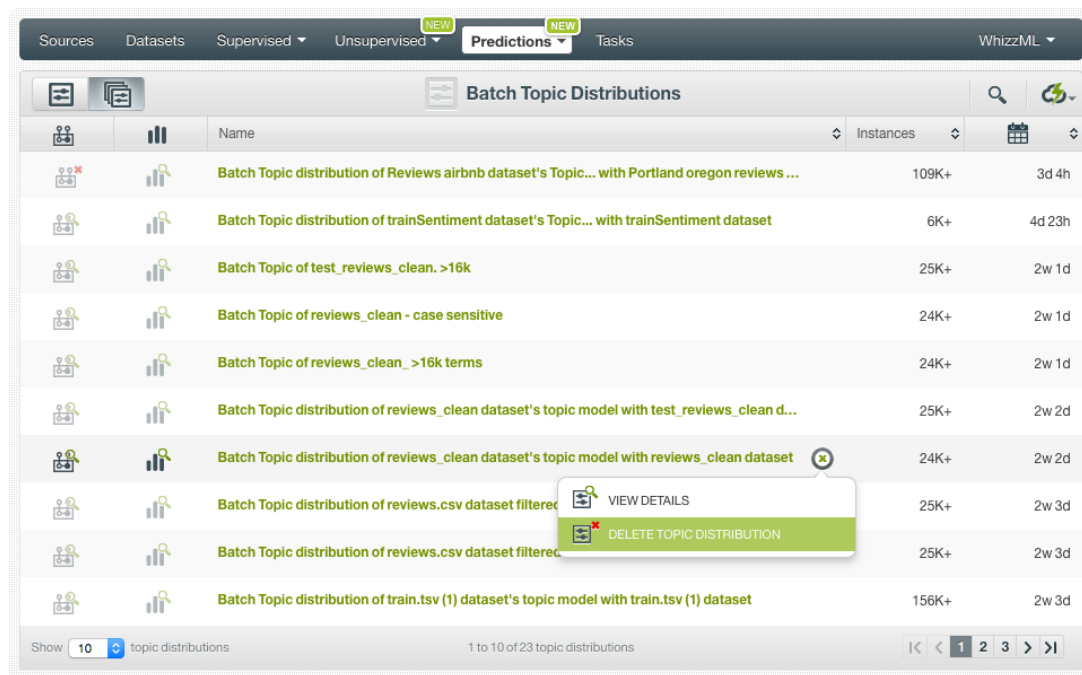 NEW NEW
Sources Datasets Supervised Unsupervised Predictions Tasks WhizzML
Batch Topic Distributions
Name Instances
Batch Topic distribution of Reviews airbnb dataset's Topic... with Portland oregon reviews ... 109K+ 3d 4h
Batch Topic distribution of trainSentiment dataset's Topic... with trainSentiment dataset 6K+ 4d 23h
Batch Topic of test_reviews_clean. >16k 25K+ 2w 1d
Batch Topic of reviews_clean - case sensitive 24K+ 2w 1d
Batch Topic of reviews_clean_ >16k terms 24K+ 2w 1d
Batch Topic distribution of reviews_clean dataset's topic model with test_reviews_clean d... 25K+ 2w 2d
Batch Topic distribution of reviews_clean dataset's topic model with reviews_clean dataset 24K+ 2w 2d
VIEW DETAILS
Batch Topic distribution of reviews.csv dataset filtered 25K+ 2w 3d
DELETE TOPIC DISTRIBUTION
Batch Topic distribution of reviews.csv dataset filtered 25K+ 2w 3d
Batch Topic distribution of train.tsv (1) dataset's topic model with train.tsv (1) dataset 156K+ 2w 3d
Show 10 topic distributions 1 to 10 of 23 topic distributions 1 2 3